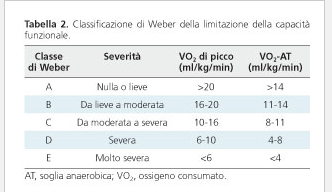 Tabella 2. Classificazione di Weber della limitazione della capacità
funzionale.
Classe di Weber Severità VO2 di picco (ml/kg/min) VO2-AT (ml/kg/min)
A Nulla o lieve >20 >14
B Da lieve a moderata 16-20 11-14
C Da moderata a severa 10-16 8-11
D Severa 6-10 4-8
E Molto severa <6 <4
AT, soglia anaerobica; VO2, ossigeno consumato.